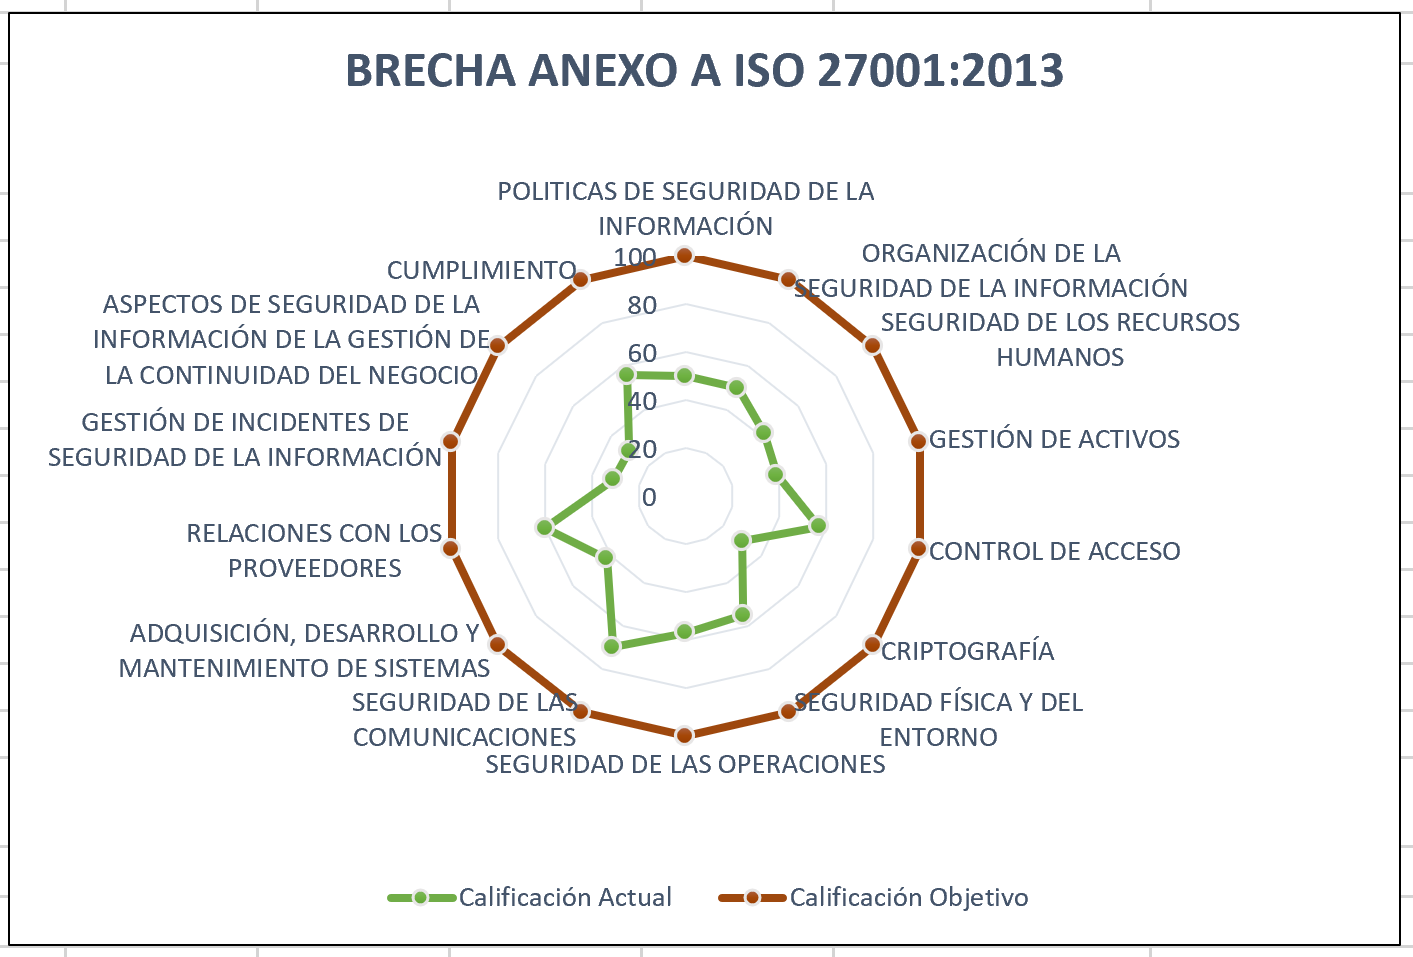 BRECHA ANEXO A ISO 27001:2013
POLITICAS DE SEGURIDAD DE LA
INFORMACIÓN
ORGANIZACIÓN DE LA
SEGURIDAD DE LA INFORMACIÓN
SEGURIDAD DE LOS RECURSOS
HUMANOS
GESTIÓN DE ACTIVOS
CONTROL DE ACCESO
CRIPTOGRAFÍA
SEGURIDAD FÍSICA Y DEL
ENTORNO
SEGURIDAD DE LAS OPERACIONES
SEGURIDAD DE LAS
COMUNICACIONES
ADQUISICIÓN, DESARROLLO Y
MANTENIMIENTO DE SISTEMAS
RELACIONES CON LOS
PROVEEDORES
GESTIÓN DE INCIDENTES DE
SEGURIDAD DE LA INFORMACIÓN
ASPECTOS DE SEGURIDAD DE LA
INFORMACIÓN DE LA GESTIÓN DE
LA CONTINUIDAD DEL NEGOCIO
CUMPLIMIENTO
100
80
60
40
20
0
Calificación Actual
Calificación Objetivo